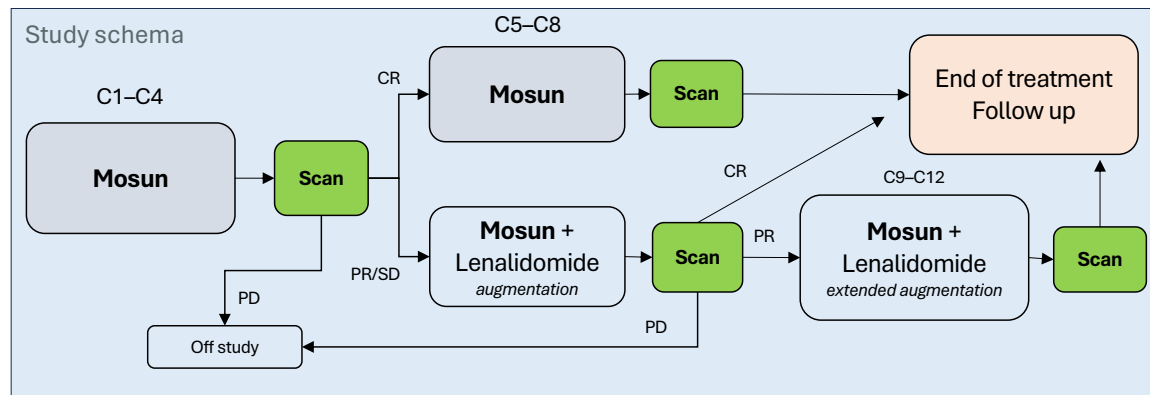 Study schema
C1–C4
Mosun
Scan
CR
C5–C8
Mosun
Scan
End of treatment
Follow up
PR/SD
Mosun +
Lenalidomide
augmentation
Scan
CR
PR
C9–C12
Mosun +
Lenalidomide
extended augmentation
Scan
PD
PD
Off study